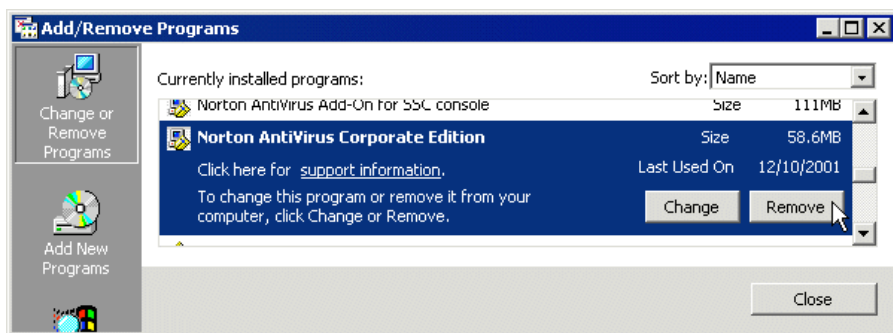 Add/Remove Programs
Change or
Remove
Programs
Add New
Programs
Currently installed programs:
Sort by: Name
Norton AntiVirus Add-On for SSC console Size 111MB
Norton AntiVirus Corporate Edition Size 58.6MB
Click here for support information. Last Used On 12/10/2001
To change this program or remove it from your
computer, click Change or Remove.
Change Remove
Close